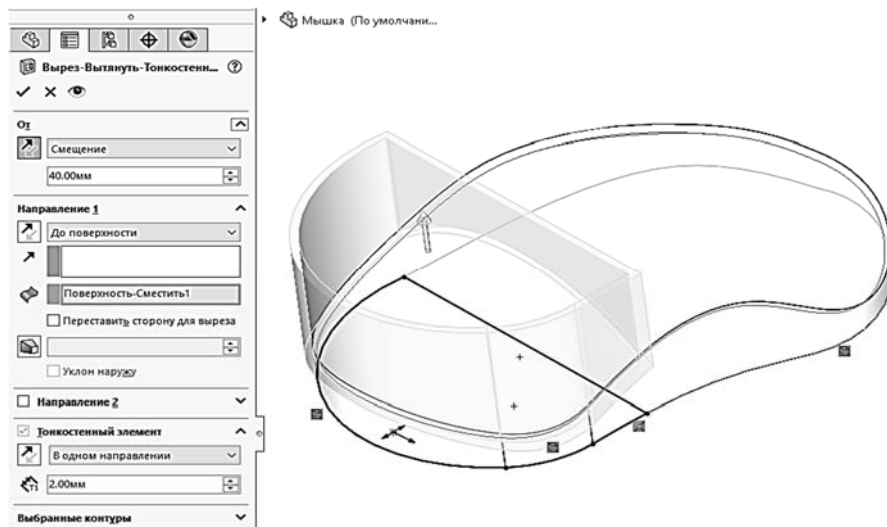 Мышка (По умолчани...
Вырез-Вытянуть-Тонкостенн...
От
Смещение
40.00мм
Направление 1
До поверхности
Поверхность-Сместить1
Переставить сторону для выреза
Уклон наружу
Направление 2
Тонкостенный элемент
В одном направлении
T1
2.00мм
Выбранные контуры